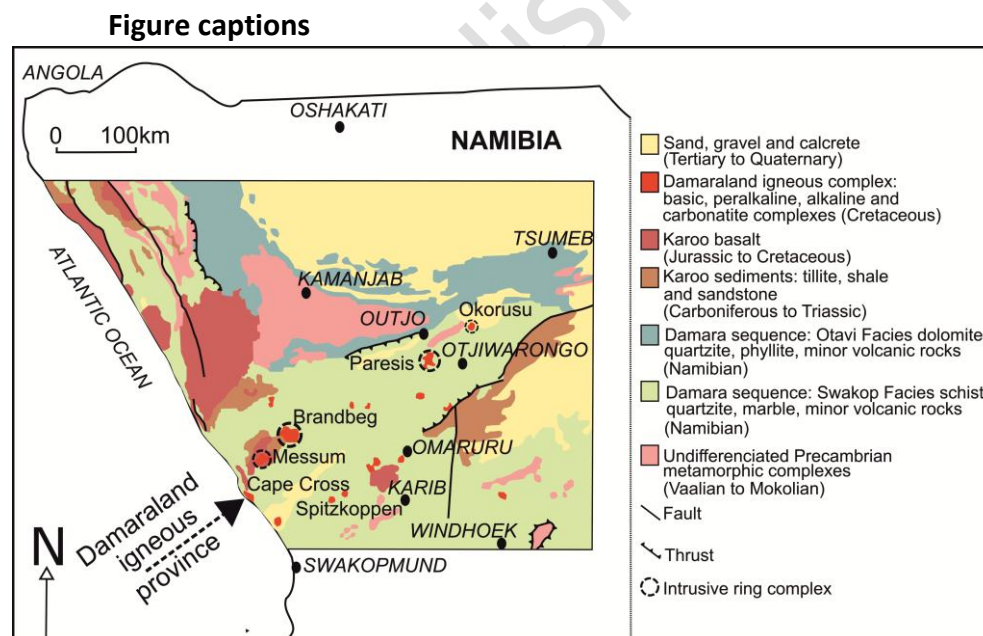 Figure captions
ANGOLA
OSHAKATI
0 100km
NAMIBIA
TSUMEB
KAMANJAB
Okorusu
OUTJO
OTJIWARONGO
Paresis
ATLANTIC OCEAN
Brandbeg
OMARURU
Messum
Cape Cross
KARIB
Spitzkoppen
WINDHOEK
Damaraland
igneous
province
N
SWAKOPMUND
Sand, gravel and calcrete
(Tertiary to Quaternary)
Damaraland igneous complex:
basic, peralkaline, alkaline and
carbonatite complexes (Cretaceous)
Karoo basalt
(Jurassic to Cretaceous)
Karoo sediments: tillite, shale
and sandstone
(Carboniferous to Triassic)
Damara sequence: Otavi Facies dolomite
quartzite, phyllite, minor volcanic rocks
(Namibian)
Damara sequence: Swakop Facies schist
quartzite, marble, minor volcanic rocks
(Namibian)
Undifferenciated Precambrian
metamorphic complexes
(Vaalian to Mokolian)
Fault
Thrust
Intrusive ring complex